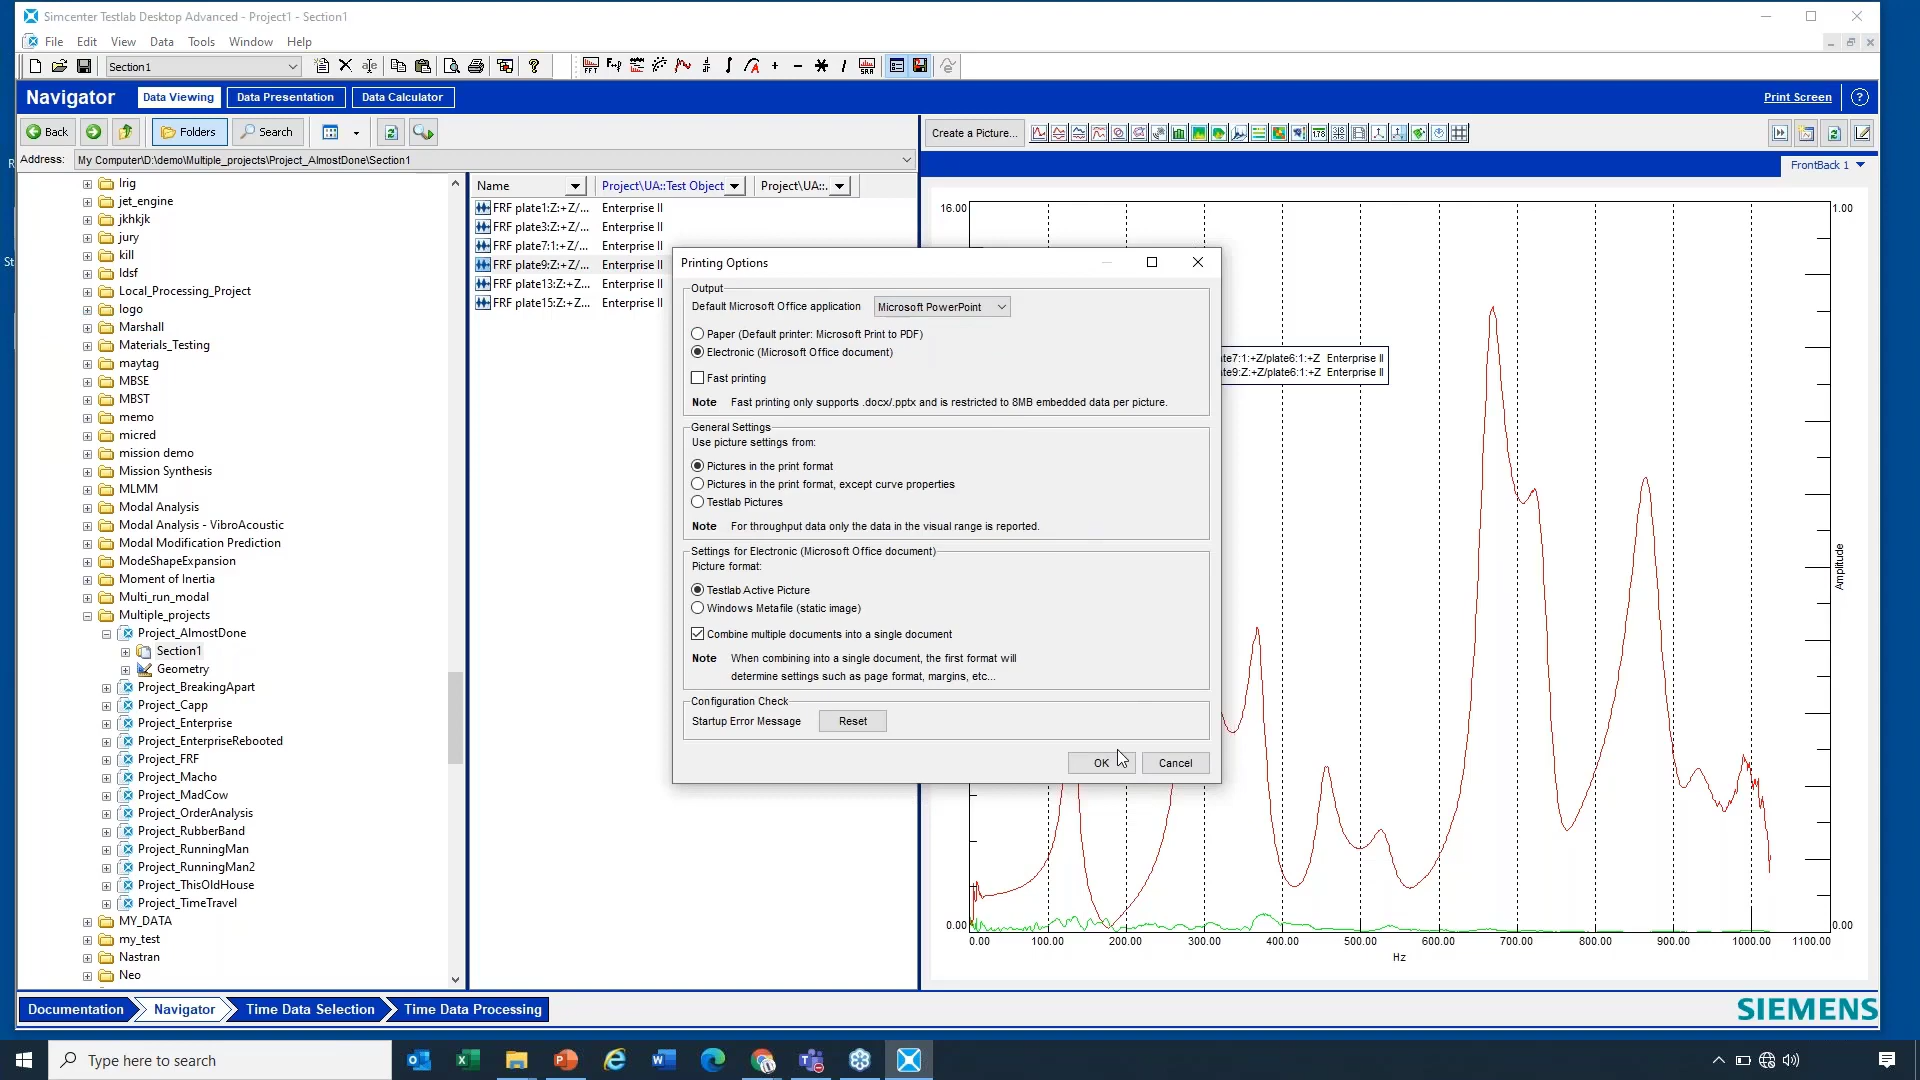 Simcenter Testlab Desktop Advanced - Project1 - Section1
File Edit View Data Tools Window Help
Section1
Navigator Data Viewing Data Presentation Data Calculator Print Screen
Back Folders Search Create a Picture...
Address: My Computer\D:\demo\Multiple_projects\Project_AlmostDone\Section1
FrontBack 1
lrig
jet_engine
jkhkjk
jury
kill
ldsf
Local_Processing_Project
logo
Marshall
Materials_Testing
maytag
MBSE
MBST
memo
micred
mission demo
Mission Synthesis
MLMM
Modal Analysis
Modal Analysis - VibroAcoustic
Modal Modification Prediction
ModeShapeExpansion
Moment of Inertia
Multi_run_modal
Multiple_projects
Project_AlmostDone
Section1
Geometry
Project_BreakingApart
Project_Capp
Project_Enterprise
Project_EnterpriseRebooted
Project_FRF
Project_Macho
Project_MadCow
Project_OrderAnalysis
Project_RubberBand
Project_RunningMan
Project_RunningMan2
Project_ThisOldHouse
Project_TimeTravel
MY_DATA
my_test
Nastran
Neo
Name Project\UA::Test Object Project\UA::.
FRF plate1:Z:+Z/... Enterprise II
FRF plate3:Z:+Z/... Enterprise II
FRF plate7:1:+Z/... Enterprise II
FRF plate9:Z:+Z/... Enterprise II
FRF plate13:Z:+Z... Enterprise II
FRF plate15:Z:+Z... Enterprise II
Printing Options
Output
Default Microsoft Office application Microsoft PowerPoint
Paper (Default printer: Microsoft Print to PDF)
Electronic (Microsoft Office document)
Fast printing
Note Fast printing only supports .docx/.pptx and is restricted to 8MB embedded data per picture.
General Settings
Use picture settings from:
Pictures in the print format
Pictures in the print format, except curve properties
Testlab Pictures
Note For throughput data only the data in the visual range is reported.
Settings for Electronic (Microsoft Office document)
Picture format:
Testlab Active Picture
Windows Metafile (static image)
Combine multiple documents into a single document
Note When combining into a single document, the first format will
determine settings such as page format, margins, etc...
Configuration Check
Startup Error Message Reset
OK Cancel
16.00 1.00
te7:1:+Z/plate6:1:+Z Enterprise II
te9:Z:+Z/plate6:1:+Z Enterprise II
Amplitude
0.00 0.00
0.00 100.00 200.00 300.00 400.00 500.00 600.00 700.00 800.00 900.00 1000.00 1100.00
Hz
Documentation Navigator Time Data Selection Time Data Processing
SIEMENS
Type here to search